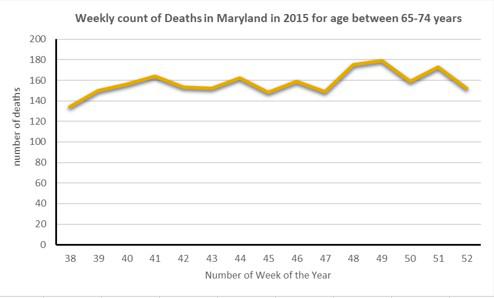 Weekly count of Deaths in Maryland in 2015 for age between 65-74 years
200
180
160
140
120
100
80
60
40
20
0
number of deaths
38 39 40 41 42 43 44 45 46 47 48 49 50 51 52
Number of Week of the Year